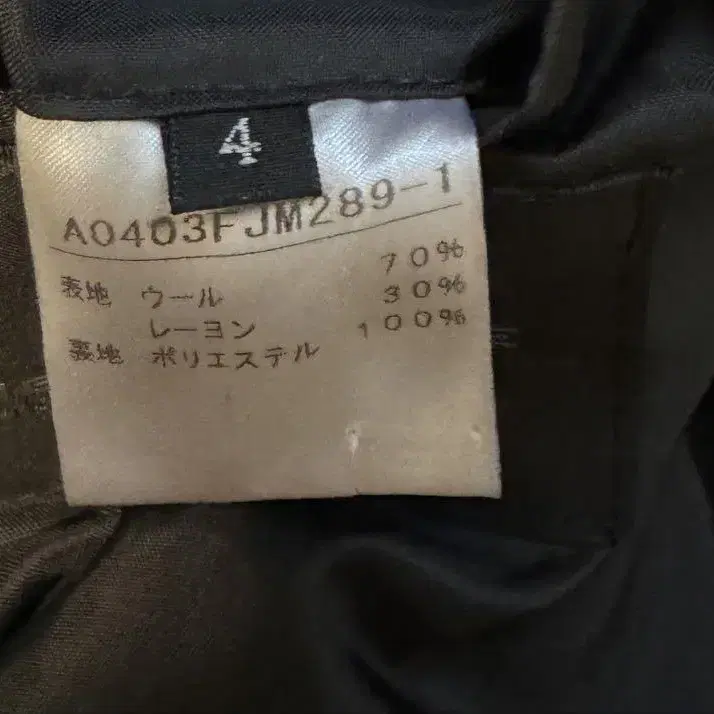 4
A0403FJM289-1
表地 ウール 70%
レーヨン 30%
裏地 ポリエステル 100%